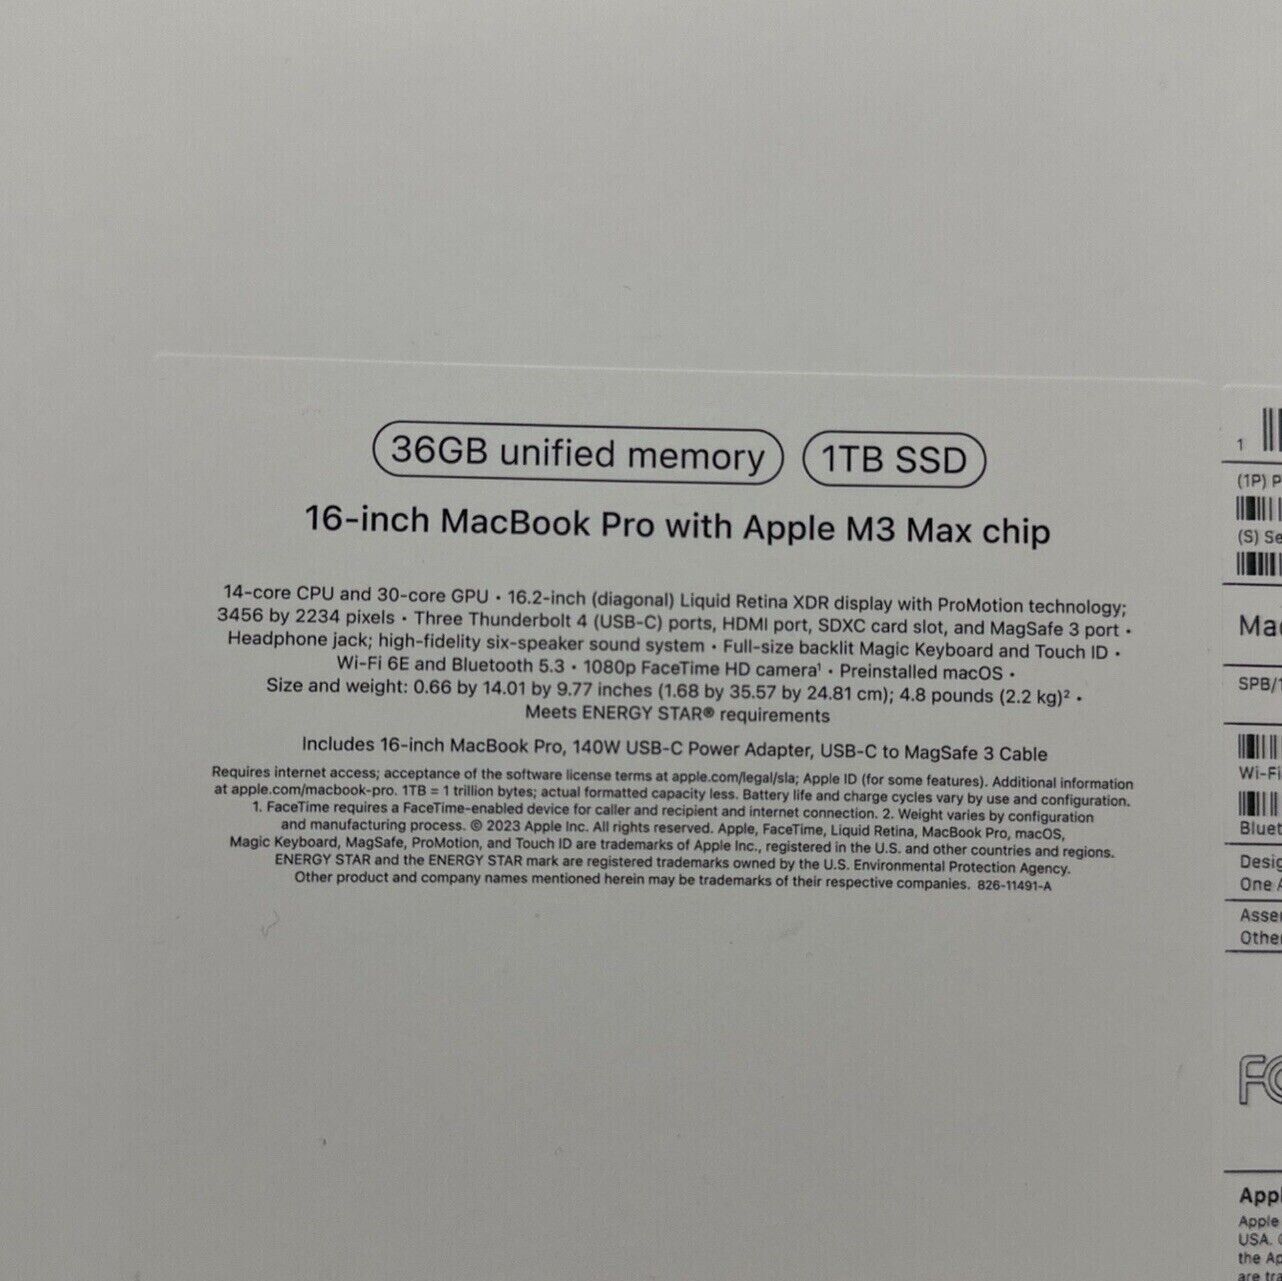 36GB unified memory 1TB SSD
16-inch MacBook Pro with Apple M3 Max chip
14-core CPU and 30-core GPU • 16.2-inch (diagonal) Liquid Retina XDR display with ProMotion technology;
3456 by 2234 pixels • Three Thunderbolt 4 (USB-C) ports, HDMI port, SDXC card slot, and MagSafe 3 port •
Headphone jack; high-fidelity six-speaker sound system • Full-size backlit Magic Keyboard and Touch ID •
Wi-Fi 6E and Bluetooth 5.3 • 1080p FaceTime HD camera¹ • Preinstalled macOS •
Size and weight: 0.66 by 14.01 by 9.77 inches (1.68 by 35.57 by 24.81 cm); 4.8 pounds (2.2 kg)² •
Meets ENERGY STAR® requirements
Includes 16-inch MacBook Pro, 140W USB-C Power Adapter, USB-C to MagSafe 3 Cable
Requires internet access; acceptance of the software license terms at apple.com/legal/sla; Apple ID (for some features). Additional information
at apple.com/macbook-pro. 1TB = 1 trillion bytes; actual formatted capacity less. Battery life and charge cycles vary by use and configuration.
1. FaceTime requires a FaceTime-enabled device for caller and recipient and internet connection. 2. Weight varies by configuration
and manufacturing process. © 2023 Apple Inc. All rights reserved. Apple, FaceTime, Liquid Retina, MacBook Pro, macOS,
Magic Keyboard, MagSafe, ProMotion, and Touch ID are trademarks of Apple Inc., registered in the U.S. and other countries and regions.
ENERGY STAR and the ENERGY STAR mark are registered trademarks owned by the U.S. Environmental Protection Agency.
Other product and company names mentioned herein may be trademarks of their respective companies. 826-11491-A
1
(1P) P
(S) Se
Mac
SPB/1
Wi-Fi
Bluet
Desig
One A
Asse
Othe
FC
Appl
Apple
USA. ©
the Ap
are tra